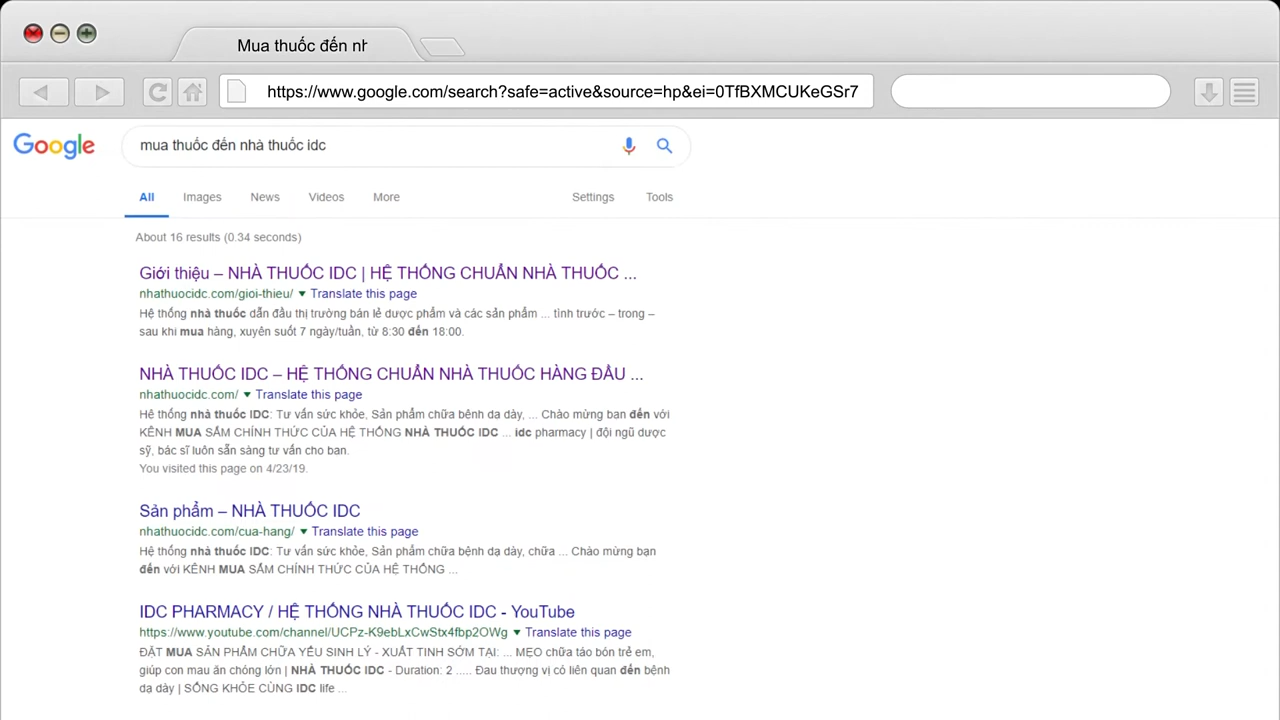 Mua thuốc đến nh
https://www.google.com/search?safe=active&source=hp&ei=0TfBXMCUKeGSr7
Google
mua thuốc đến nhà thuốc idc
All Images News Videos More Settings Tools
About 16 results (0.34 seconds)
Giới thiệu – NHÀ THUỐC IDC | HỆ THỐNG CHUẨN NHÀ THUỐC ...
nhathuocidc.com/gioi-thieu/ Translate this page
Hệ thống nhà thuốc dẫn đầu thị trường bán lẻ dược phẩm và các sản phẩm ... tình trước – trong –
sau khi mua hàng, xuyên suốt 7 ngày/tuần, từ 8:30 đến 18:00.
NHÀ THUỐC IDC – HỆ THỐNG CHUẨN NHÀ THUỐC HÀNG ĐẦU ...
nhathuocidc.com/ Translate this page
Hệ thống nhà thuốc IDC: Tư vấn sức khỏe, Sản phẩm chữa bệnh dạ dày, ... Chào mừng bạn đến với
KÊNH MUA SẮM CHÍNH THỨC CỦA HỆ THỐNG NHÀ THUỐC IDC ... idc pharmacy | đội ngũ dược
sỹ, bác sĩ luôn sẵn sàng tư vấn cho bạn.
You visited this page on 4/23/19.
Sản phẩm – NHÀ THUỐC IDC
nhathuocidc.com/cua-hang/ Translate this page
Hệ thống nhà thuốc IDC: Tư vấn sức khỏe, Sản phẩm chữa bệnh dạ dày, chữa ... Chào mừng bạn
đến với KÊNH MUA SẮM CHÍNH THỨC CỦA HỆ THỐNG ...
IDC PHARMACY / HỆ THỐNG NHÀ THUỐC IDC - YouTube
https://www.youtube.com/channel/UCPz-K9ebLxCwStx4fbp2OWg Translate this page
ĐẶT MUA SẢN PHẨM CHỮA YẾU SINH LÝ - XUẤT TINH SỚM TẠI: ... MẸO chữa táo bón trẻ em,
giúp con mau ăn chóng lớn | NHÀ THUỐC IDC - Duration: 2 ..... Đau thượng vị có liên quan đến bệnh
dạ dày | SỐNG KHỎE CÙNG IDC life ...